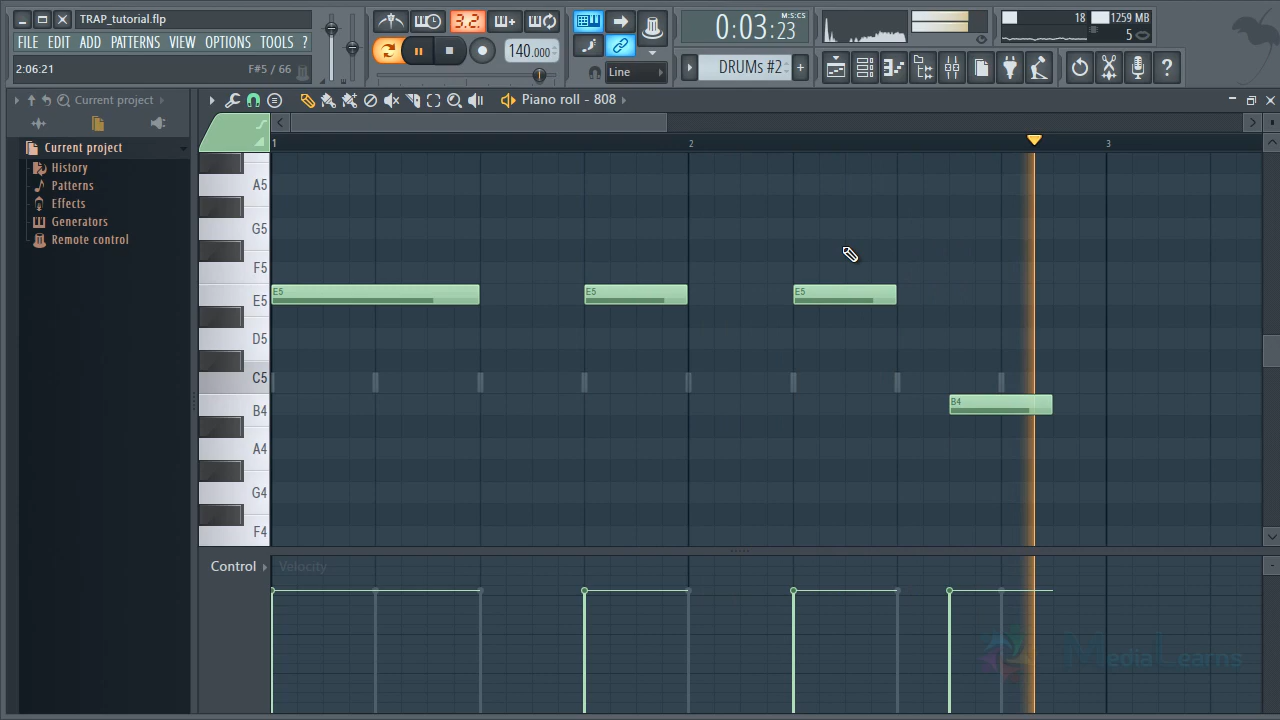 TRAP_tutorial.flp
FILE EDIT ADD PATTERNS VIEW OPTIONS TOOLS ?
2:06:21 F#5 / 66
3.2.
140.000
Line
0:03:23 M:S:CS
DRUMs #2
18 1259 MB
5
?
Current project
Piano roll - 808
Current project
History
Patterns
Effects
Generators
Remote control
1 2 3
A5
G5
F5
E5 E5 E5 E5
D5
C5
B4 B4
A4
G4
F4
Control Velocity
MediaLearns